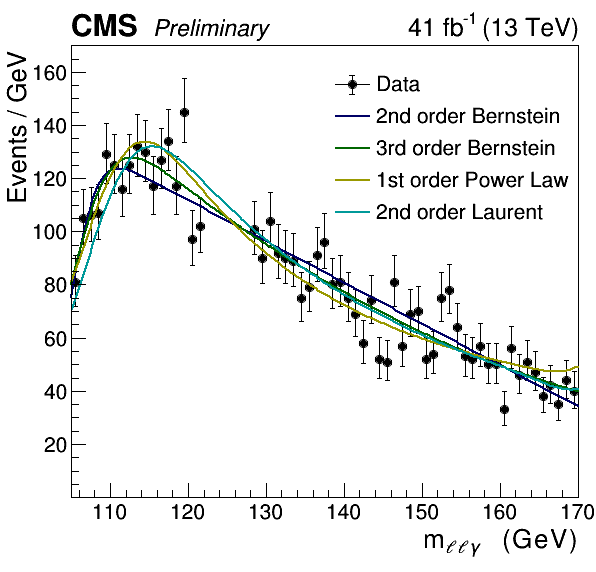 CMS Preliminary 41 fb⁻¹ (13 TeV)
Events / GeV
160
140
120
100
80
60
40
20
Data
2nd order Bernstein
3rd order Bernstein
1st order Power Law
2nd order Laurent
110 120 130 140 150 160 170
m_ℓℓγ (GeV)